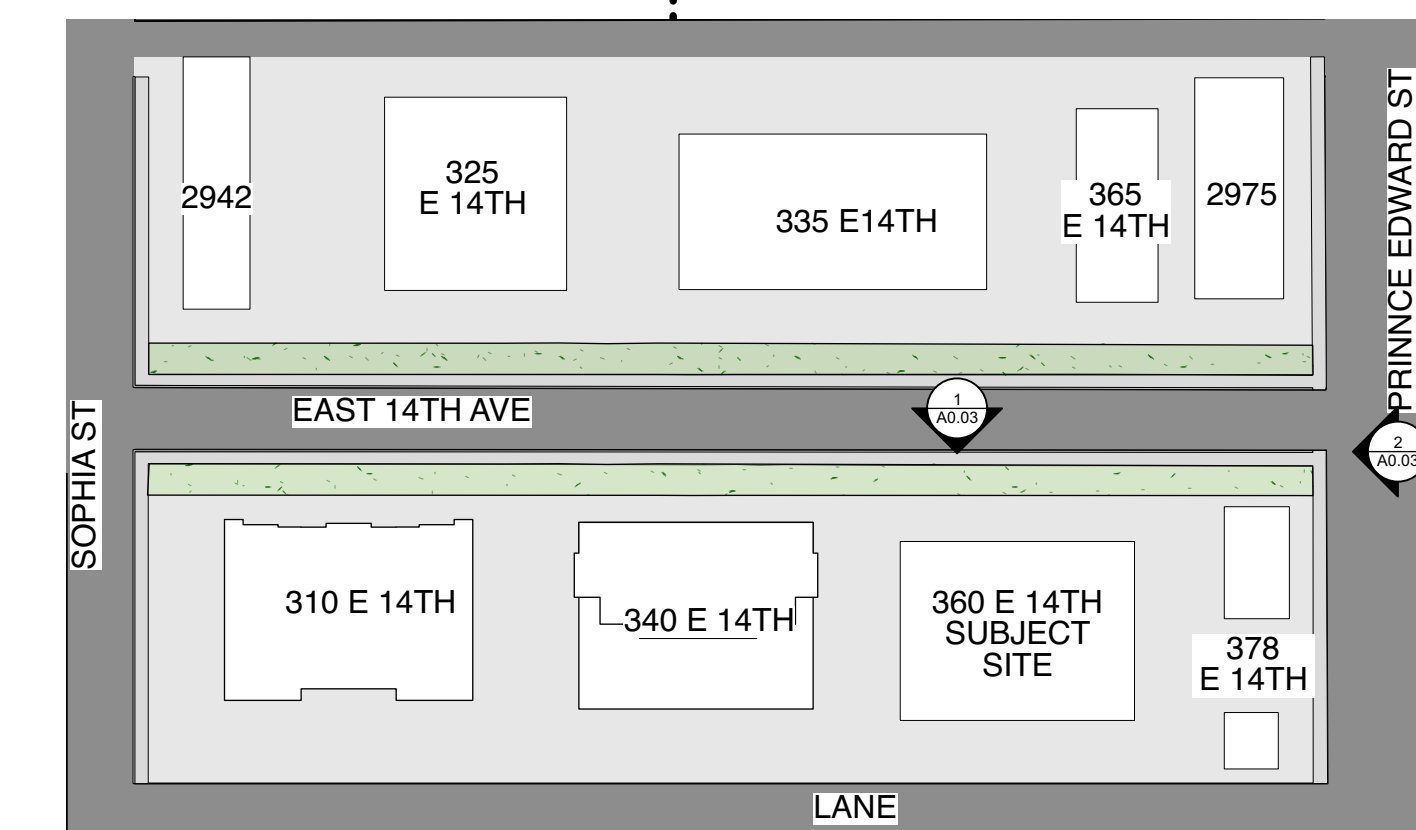 2942
325
E 14TH
335 E14TH
365
E 14TH
2975
PRINNCE EDWARD ST
EAST 14TH AVE
1
A0.03
2
A0.03
SOPHIA ST
310 E 14TH
340 E 14TH
360 E 14TH
SUBJECT
SITE
378
E 14TH
LANE